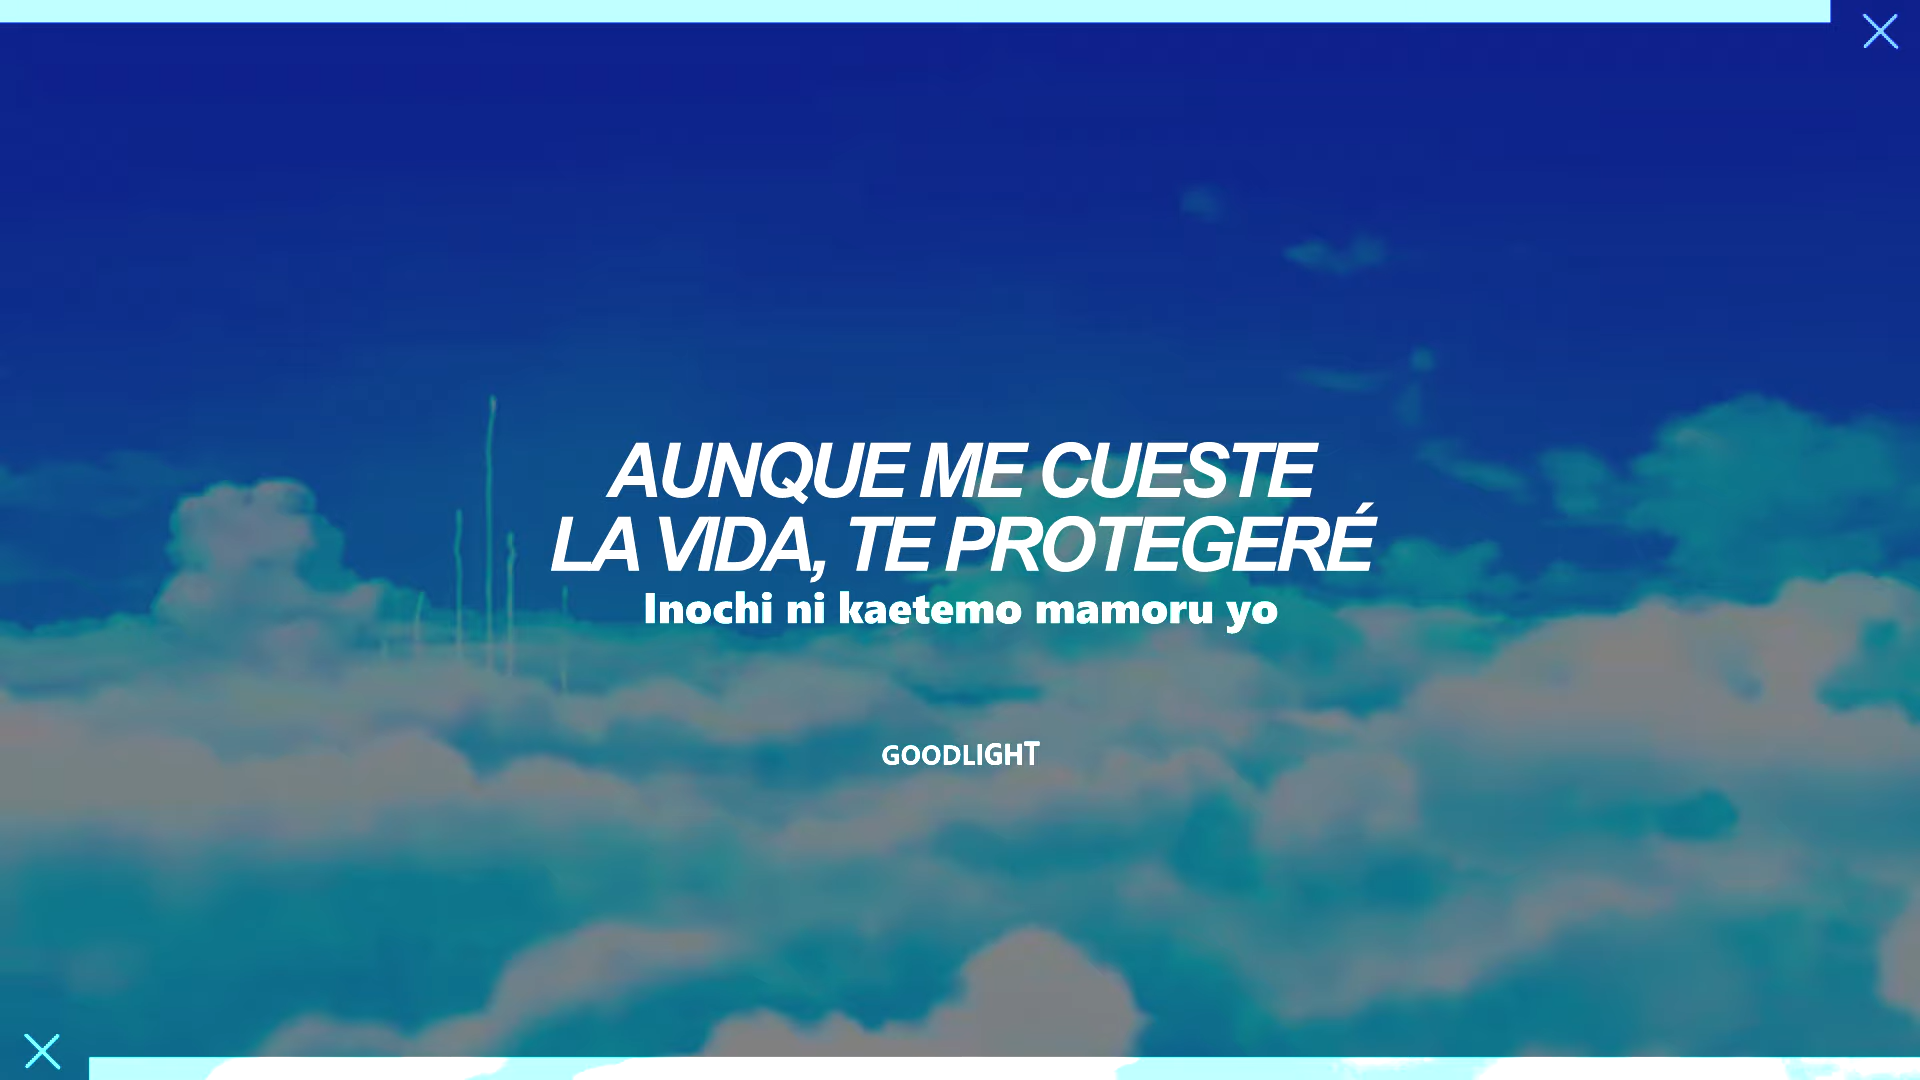 AUNQUE ME CUESTE
LA VIDA, TE PROTEGERÉ
Inochi ni kaetemo mamoru yo
GOODLIGHT